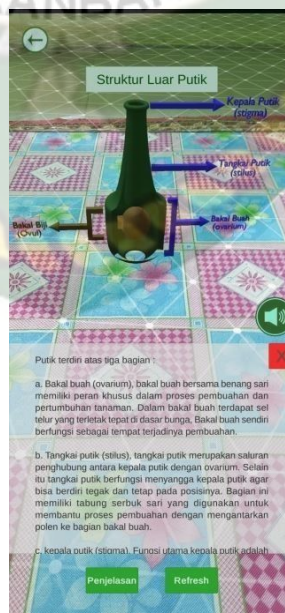 Struktur Luar Putik
Kepala Putik
(stigma)
Tangkai Putik
(stilus)
Bakal Biji
(Ovul)
Bakal Buah
(ovarium)
Putik terdiri atas tiga bagian :
a. Bakal buah (ovarium), bakal buah bersama benang sari
memiliki peran khusus dalam proses pembuahan dan
pertumbuhan tanaman. Dalam bakal buah terdapat sel
telur yang terletak tepat di dasar bunga, Bakal buah sendiri
berfungsi sebagai tempat terjadinya pembuahan.
b. Tangkai putik (stilus), tangkai putik merupakan saluran
penghubung antara kepala putik dengan ovarium. Selain
itu tangkai putik berfungsi menyangga kepala putik agar
bisa berdiri tegak dan tetap pada posisinya. Bagian ini
memiliki tabung serbuk sari yang digunakan untuk
membantu proses pembuahan dengan mengantarkan
polen ke bagian bakal buah.
c. kepala putik (stigma). Fungsi utama kepala putik adalah
Penjelasan
Refresh